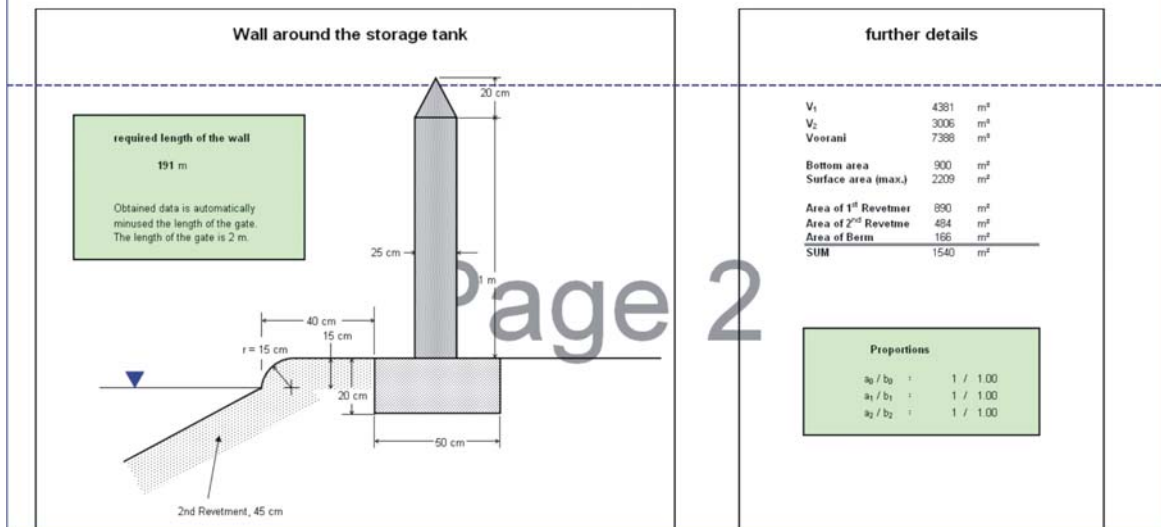 Wall around the storage tank
20 cm
required length of the wall
191 m
Obtained data is automatically
minused the length of the gate.
The length of the gate is 2 m.
25 cm
1 m
40 cm
15 cm
r = 15 cm
20 cm
50 cm
2nd Revetment, 45 cm
Page 2
further details
V₁ 4381 m³
V₂ 3006 m³
Voorani 7388 m³
Bottom area 900 m²
Surface area (max.) 2209 m²
Area of 1st Revetmer 890 m²
Area of 2nd Revetme 484 m²
Area of Berm 166 m²
SUM 1540 m²
Proportions
a₀ / b₀ : 1 / 1.00
a₁ / b₁ : 1 / 1.00
a₂ / b₂ : 1 / 1.00